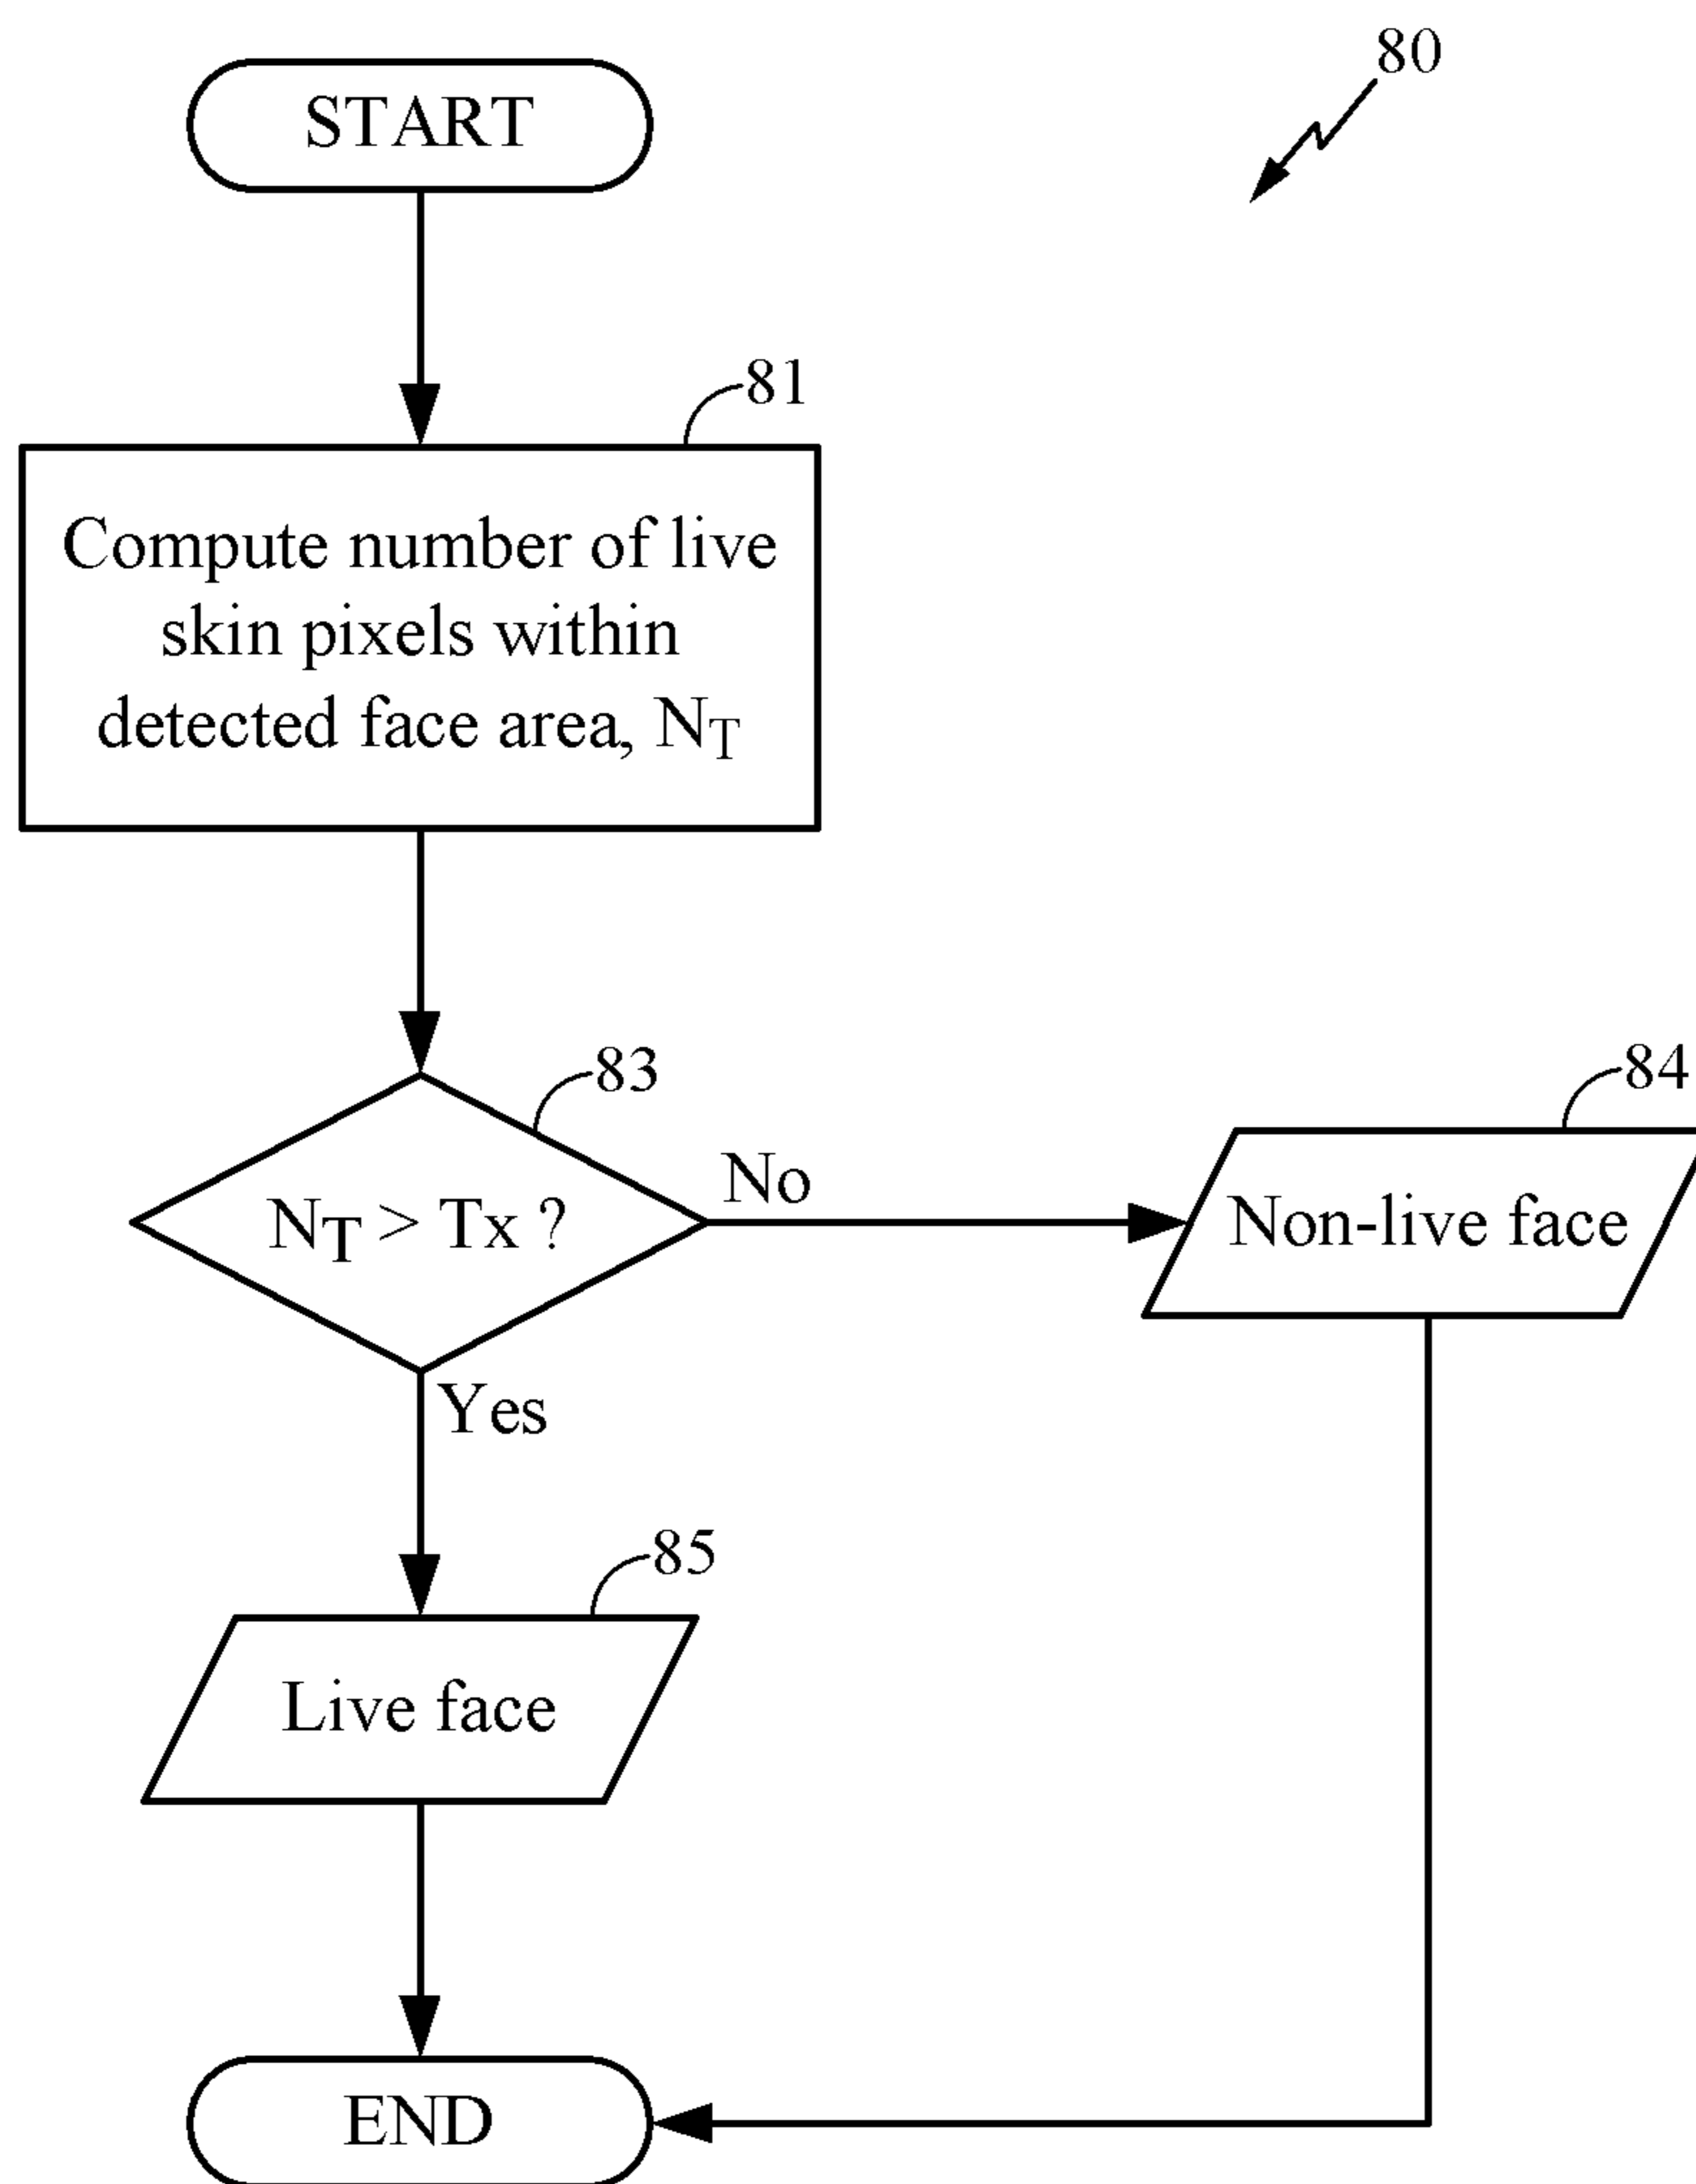 80
START
81
Compute number of live
skin pixels within
detected face area, NT
83
NT > Tx ?
No
84
Non-live face
Yes
85
Live face
END